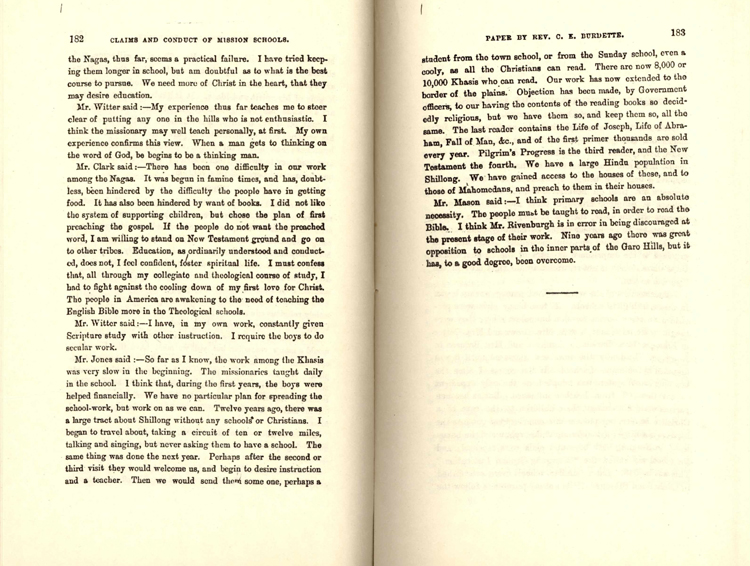 182 CLAIMS AND CONDUCT OF MISSION SCHOOLS.
the Nagas, thus far, seems a practical failure. I have tried keep-
ing them longer in school, but am doubtful as to what is the best
course to pursue. We need more of Christ in the heart, that they
may desire education.
Mr. Witter said:—My experience thus far teaches me to steer
clear of putting any one in the hills who is not enthusiastic. I
think the missionary may well teach personally, at first. My own
experience confirms this view. When a man gets to thinking on
the word of God, he begins to be a thinking man.
Mr. Clark said:—There has been one difficulty in our work
among the Nagas. It was begun in famine times, and has, doubt-
less, been hindered by the difficulty the people have in getting
food. It has also been hindered by want of books. I did not like
the system of supporting children, but chose the plan of first
preaching the gospel. If the people do not want the preached
word, I am willing to stand on New Testament ground and go on
to other tribes. Education, as ordinarily understood and conduct-
ed, does not, I feel confident, foster spiritual life. I must confess
that, all through my collegiate and theological course of study, I
had to fight against the cooling down of my first love for Christ.
The people in America are awakening to the need of teaching the
English Bible more in the Theological schools.
Mr. Witter said:—I have, in my own work, constantly given
Scripture study with other instruction. I require the boys to do
secular work.
Mr. Jones said :—So far as I know, the work among the Khasis
was very slow in the beginning. The missionaries taught daily
in the school. I think that, during the first years, the boys were
helped financially. We have no particular plan for spreading the
school-work, but work on as we can. Twelve years ago, there was
a large tract about Shillong without any schools or Christians. I
began to travel about, taking a circuit of ten or twelve miles,
talking and singing, but never asking them to have a school. The
same thing was done the next year. Perhaps after the second or
third visit they would welcome us, and begin to desire instruction
and a teacher. Then we would send them some one, perhaps a
PAPER BY REV. C. E. BURDETTE. 183
student from the town school, or from the Sunday school, even a
cooly, as all the Christians can read. There are now 8,000 or
10,000 Khasis who can read. Our work has now extended to the
border of the plains. Objection has been made, by Government
officers, to our having the contents of the reading books so decid-
edly religious, but we have them so, and keep them so, all the
same. The last reader contains the Life of Joseph, Life of Abra-
ham, Fall of Man, &c., and of the first primer thousands are sold
every year. Pilgrim's Progress is the third reader, and the New
Testament the fourth. We have a large Hindu population in
Shillong. We have gained access to the houses of these, and to
those of Mahomedans, and preach to them in their houses.
Mr. Mason said:—I think primary schools are an absolute
necessity. The people must be taught to read, in order to read the
Bible. I think Mr. Rivenburgh is in error in being discouraged at
the present stage of their work. Nine years ago there was great
opposition to schools in the inner parts of the Garo Hills, but it
has, to a good degree, been overcome.